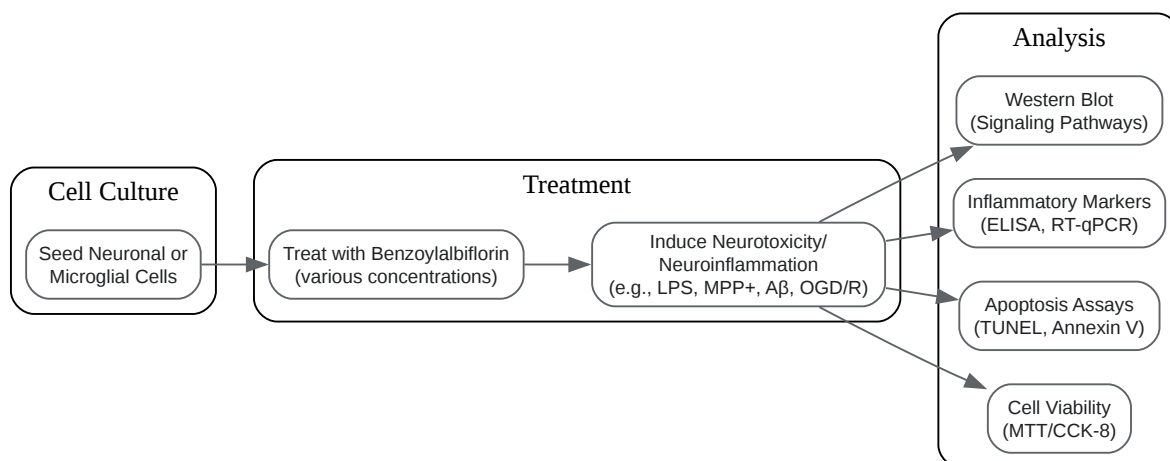 Cell Culture
Seed Neuronal or
Microglial Cells
Treatment
Treat with Benzoylalbiflorin
(various concentrations)
Induce Neurotoxicity/
Neuroinflammation
(e.g., LPS, MPP+, Aβ, OGD/R)
Analysis
Western Blot
(Signaling Pathways)
Inflammatory Markers
(ELISA, RT-qPCR)
Apoptosis Assays
(TUNEL, Annexin V)
Cell Viability
(MTT/CCK-8)